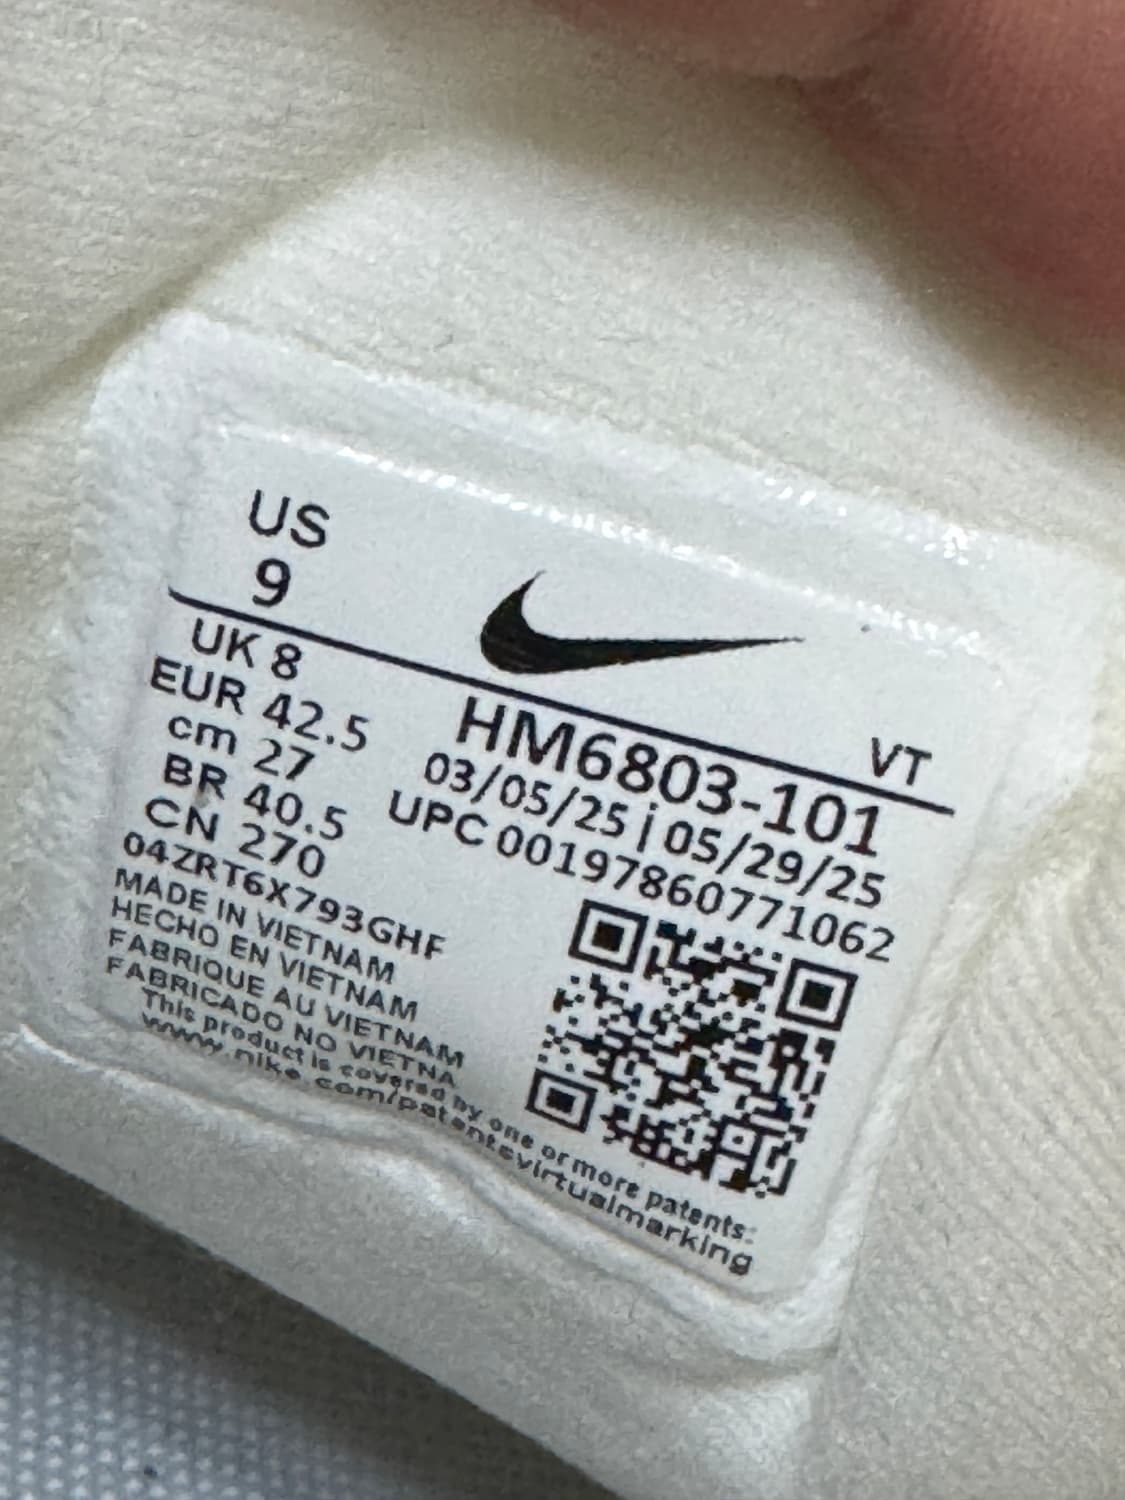 US
9
VT
UK 8
EUR 42.5
cm 27
BR 40.5
CN 270
HM6803-101
03/05/25 | 05/29/25
UPC 00197860771062
04ZRT6X793GHF
MADE IN VIETNAM
HECHO EN VIETNAM
FABRIQUE AU VIETNAM
FABRICADO NO VIETNA
This product is covered by one or more patents:
www.nike.com/patentsvirtualmarking